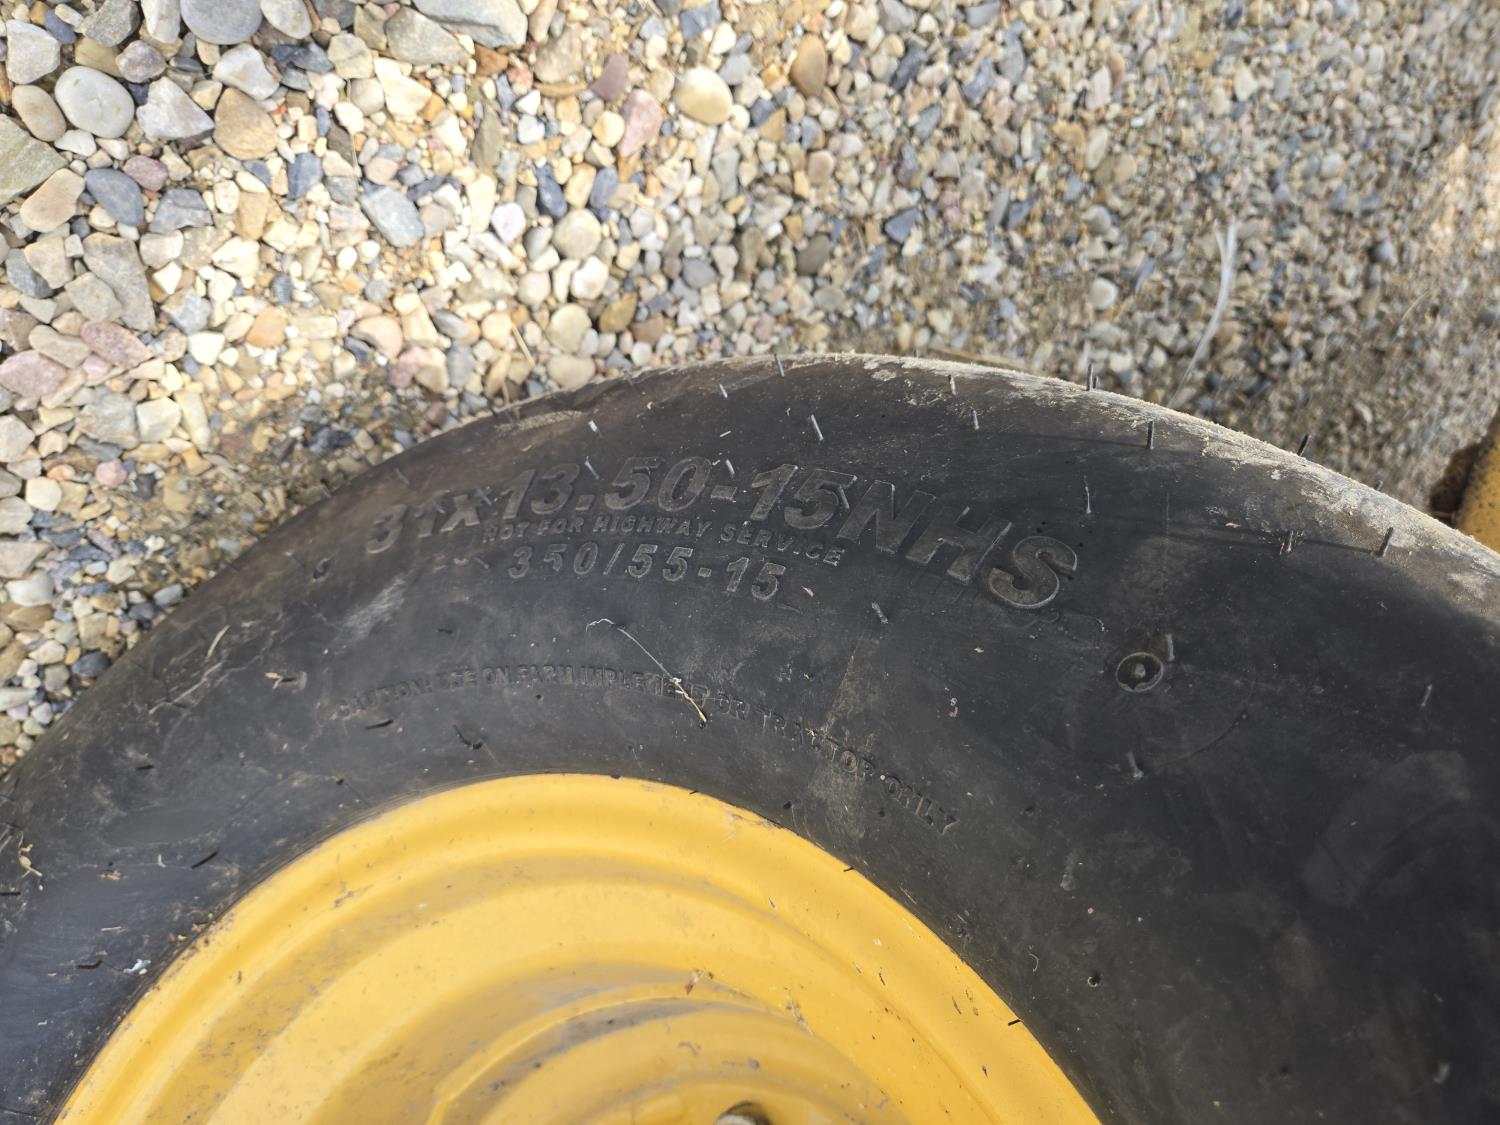 31x13.50-15NHS
NOT FOR HIGHWAY SERVICE
350/55-15
CAUTION: USE ON FARM IMPLEMENT OR TRACTOR ONLY